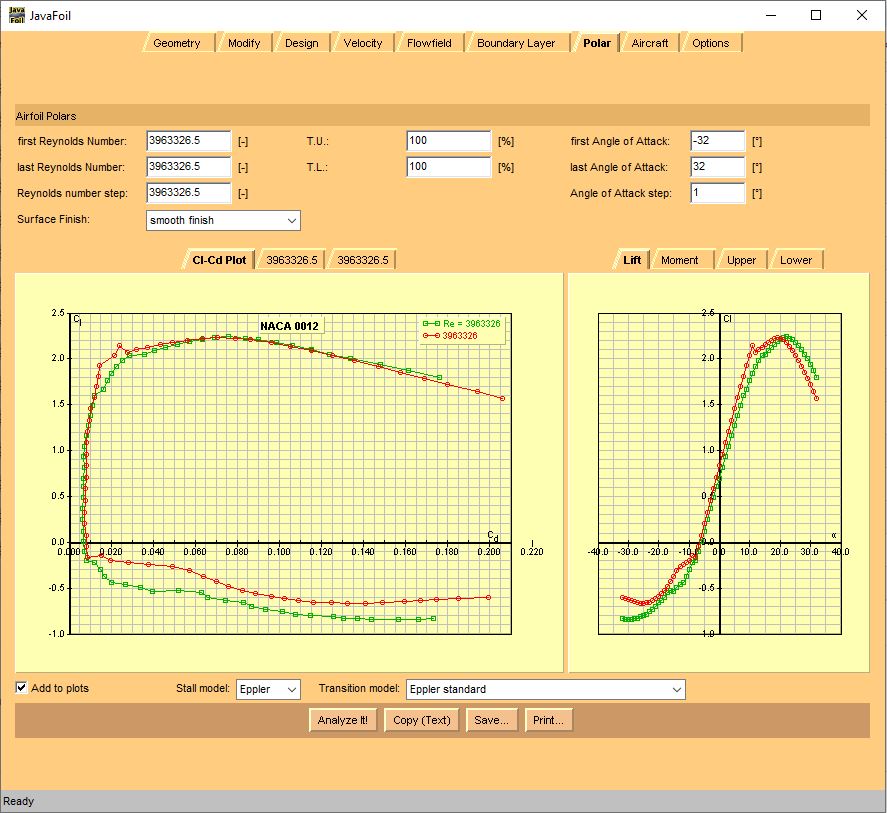 JavaFoil
Geometry Modify Design Velocity Flowfield Boundary Layer Polar Aircraft Options
Airfoil Polars
first Reynolds Number: 3963326.5 [-] T.U.: 100 [%] first Angle of Attack: -32 [°]
last Reynolds Number: 3963326.5 [-] T.L.: 100 [%] last Angle of Attack: 32 [°]
Reynolds number step: 3963326.5 [-] Angle of Attack step: 1 [°]
Surface Finish: smooth finish
Cl-Cd Plot 3963326.5 3963326.5 Lift Moment Upper Lower
2.5 Cl NACA 0012 Re = 3963326 2.5 Cl
3963326
2.0 2.0
1.5 1.5
1.0 1.0
0.5 0.5
Cd α
0.0 0.0
0.000 0.020 0.040 0.060 0.080 0.100 0.120 0.140 0.160 0.180 0.200 0.220 -40.0 -30.0 -20.0 -10.0 0.0 10.0 20.0 30.0 40.0
-0.5 -0.5
-1.0 -1.0
Add to plots Stall model: Eppler Transition model: Eppler standard
Analyze It! Copy (Text) Save... Print...
Ready